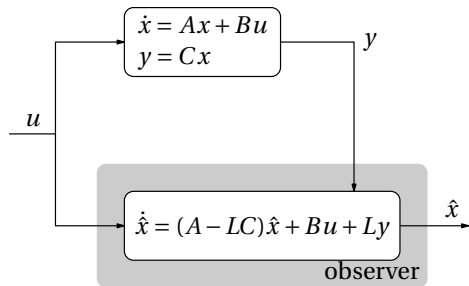 ẋ = Ax + Bu
y = Cx
y
u
x̂̇ = (A − LC)x̂ + Bu + Ly
x̂
observer